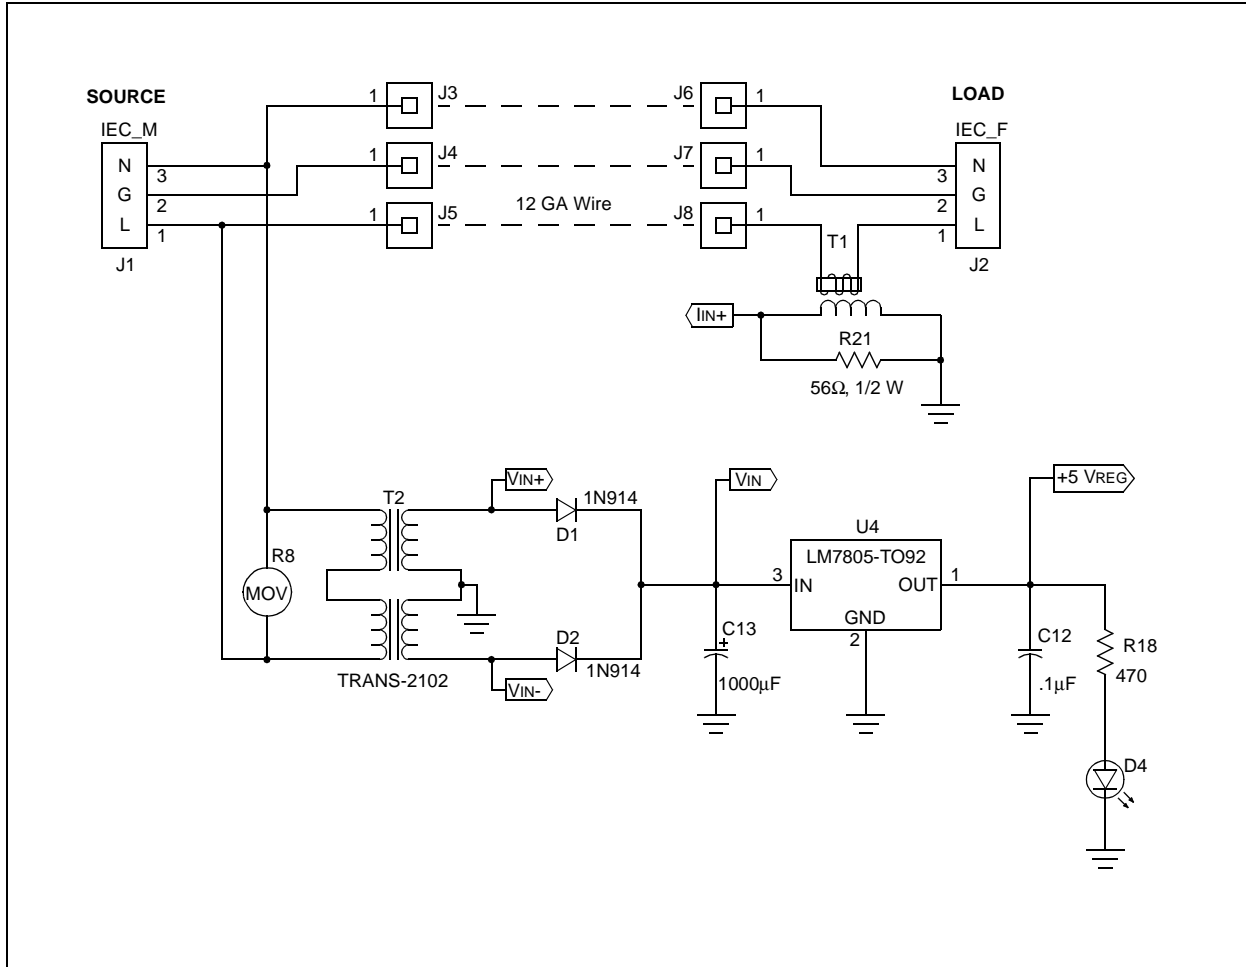 SOURCE
IEC_M
N
3
G
2
L
1
J1
1
J3
1
J4
1
J5
12 GA Wire
J6
1
J7
1
J8
1
LOAD
IEC_F
N
3
G
2
L
1
J2
T1
IIN+
R21
56Ω, 1/2 W
R8
MOV
T2
TRANS-2102
VIN+
1N914
D1
D2
1N914
VIN-
VIN
C13
+
1000µF
U4
LM7805-TO92
3
IN
OUT
1
GND
2
+5 VREG
C12
.1µF
R18
470
D4